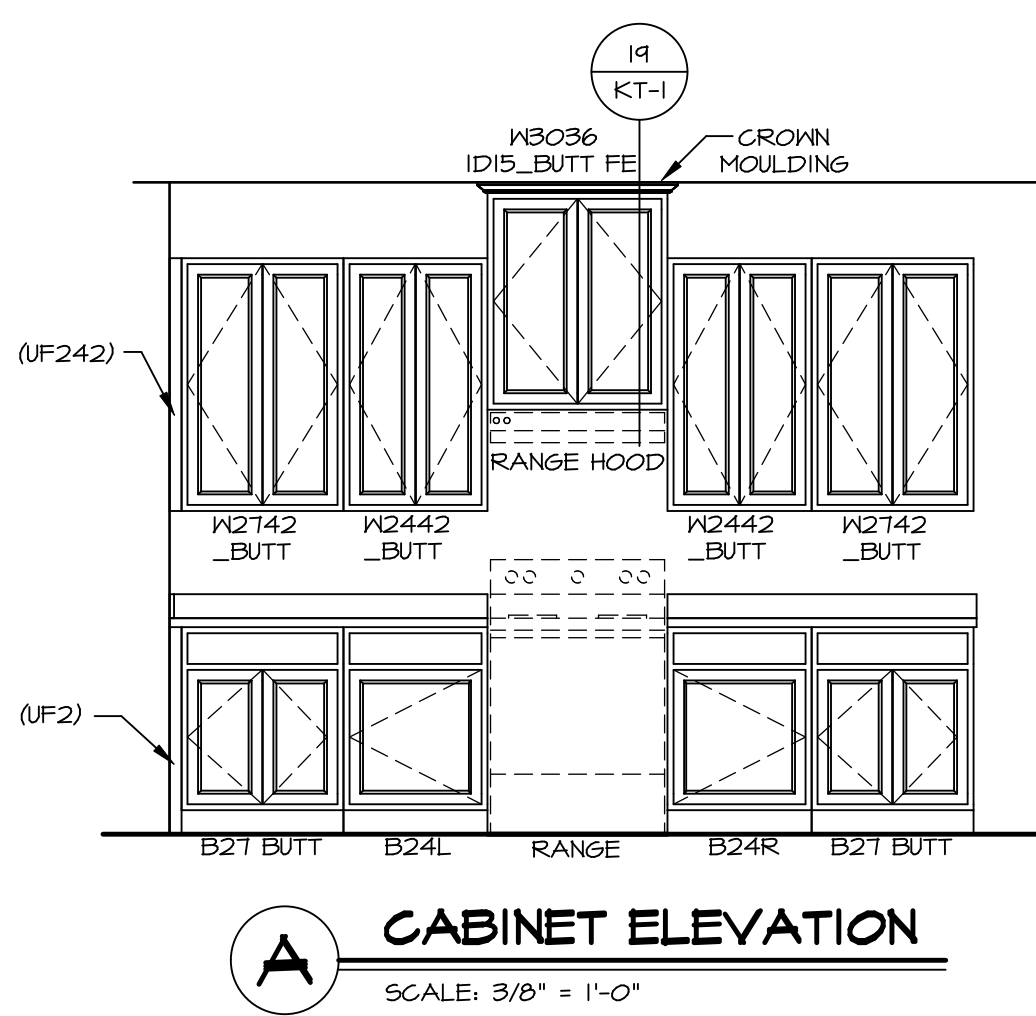 19
KT-1
W3036
1D15_BUTT FE
CROWN
MOULDING
(UF242)
RANGE HOOD
W2742
_BUTT
W2442
_BUTT
W2442
_BUTT
W2742
_BUTT
(UF2)
B27 BUTT
B24L
RANGE
B24R
B27 BUTT
A
CABINET ELEVATION
SCALE: 3/8" = 1'-0"